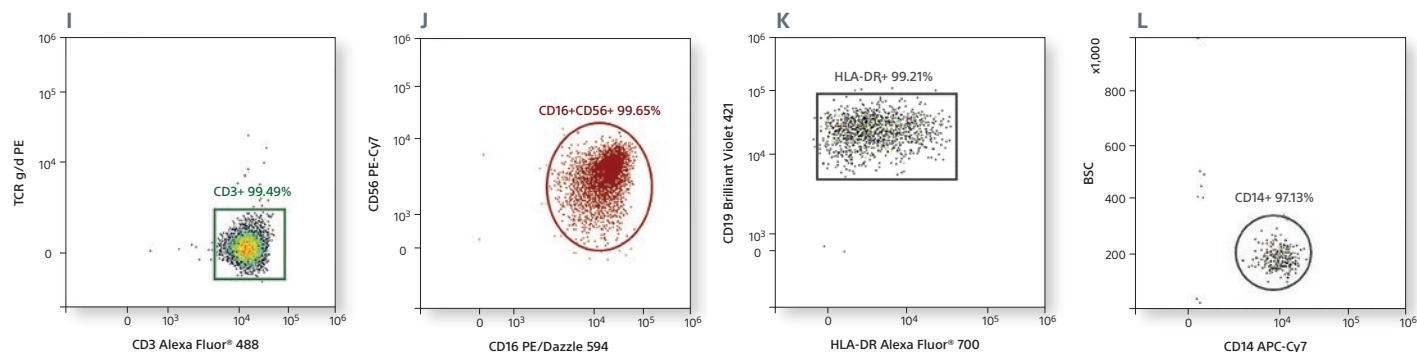 I
10⁶
10⁵
10⁴
0
TCR g/d PE
CD3+ 99.49%
0
10³
10⁴
10⁵
10⁶
CD3 Alexa Fluor® 488
J
10⁶
10⁵
10⁴
10³
0
CD56 PE-Cy7
CD16+CD56+ 99.65%
0
10³
10⁴
10⁵
10⁶
CD16 PE/Dazzle 594
K
10⁶
10⁵
10⁴
10³
0
CD19 Brilliant Violet 421
HLA-DR+ 99.21%
0
10³
10⁴
10⁵
10⁶
HLA-DR Alexa Fluor® 700
L
x1,000
800
600
400
200
BSC
CD14+ 97.13%
0
10⁴
10⁵
10⁶
CD14 APC-Cy7